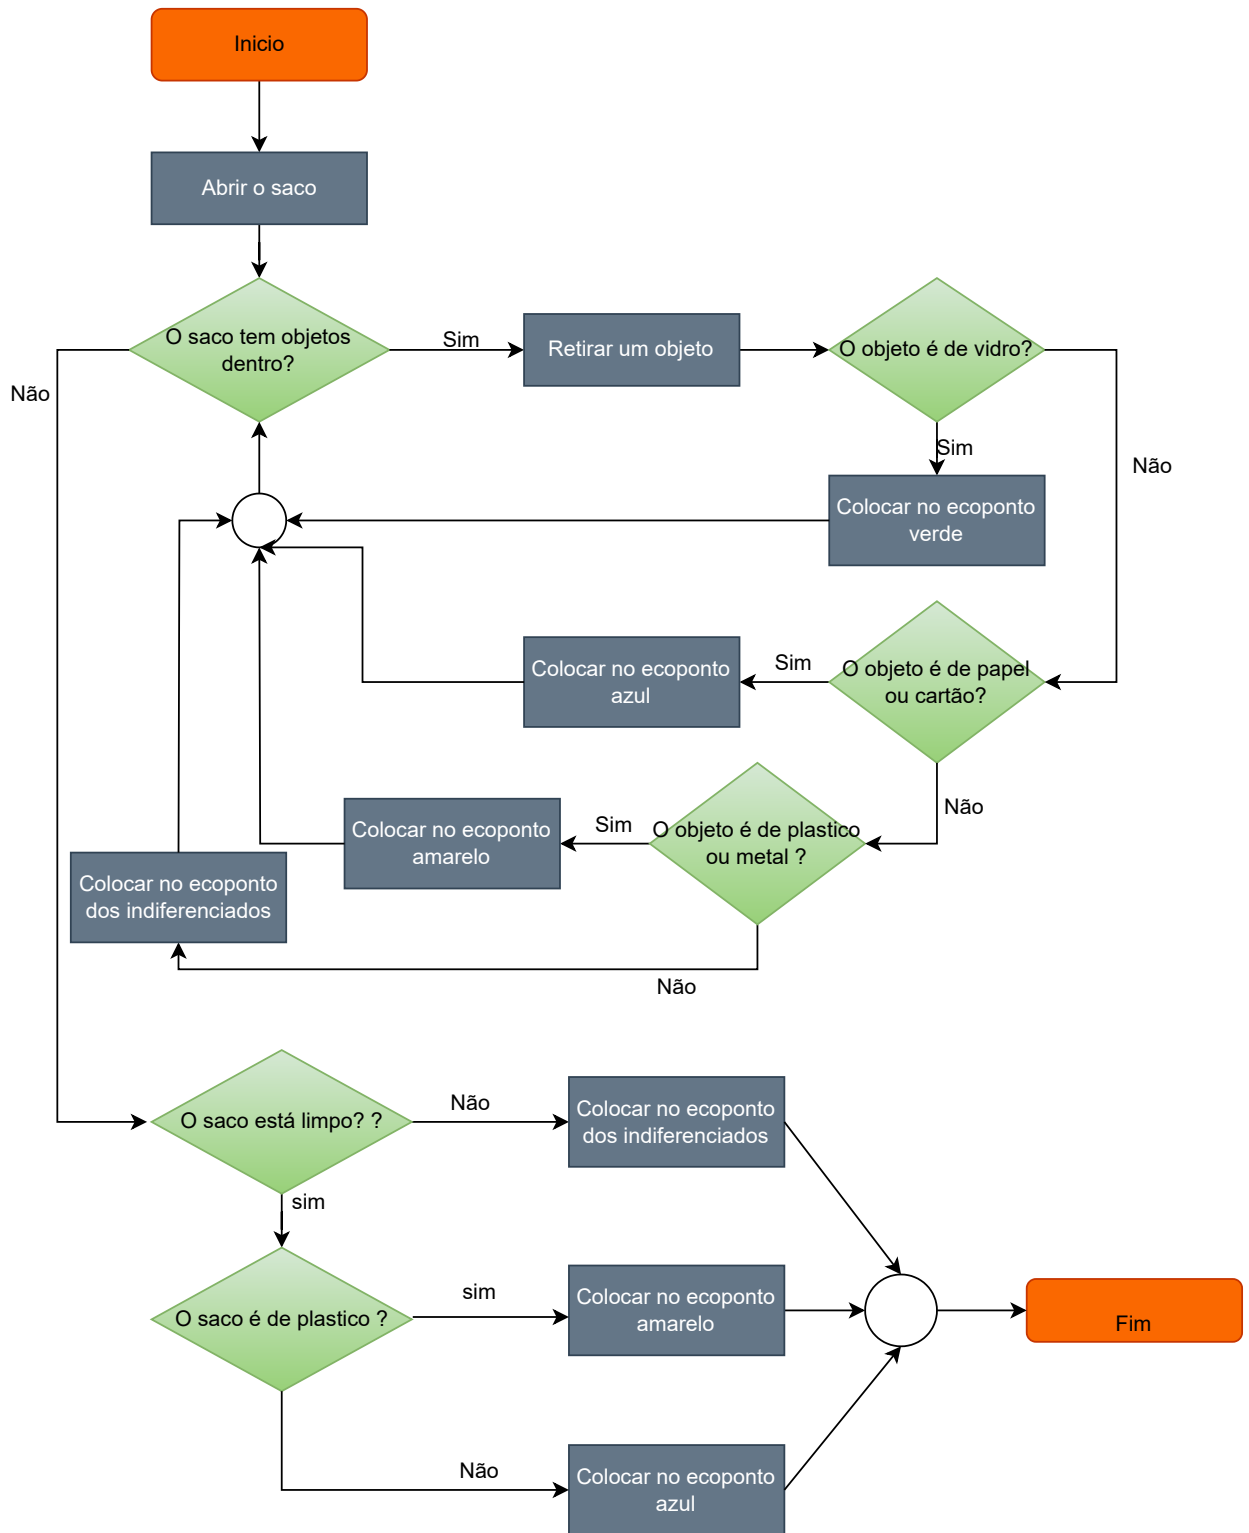 Inicio
Abrir o saco
O saco tem objetos
dentro?
Sim
Retirar um objeto
O objeto é de vidro?
Não
Sim
Não
Colocar no ecoponto
verde
O objeto é de papel
ou cartão?
Sim
Colocar no ecoponto
azul
Não
O objeto é de plastico
ou metal ?
Sim
Colocar no ecoponto
amarelo
Colocar no ecoponto
dos indiferenciados
Não
O saco está limpo? ?
Não
Colocar no ecoponto
dos indiferenciados
sim
O saco é de plastico ?
sim
Colocar no ecoponto
amarelo
Fim
Não
Colocar no ecoponto
azul